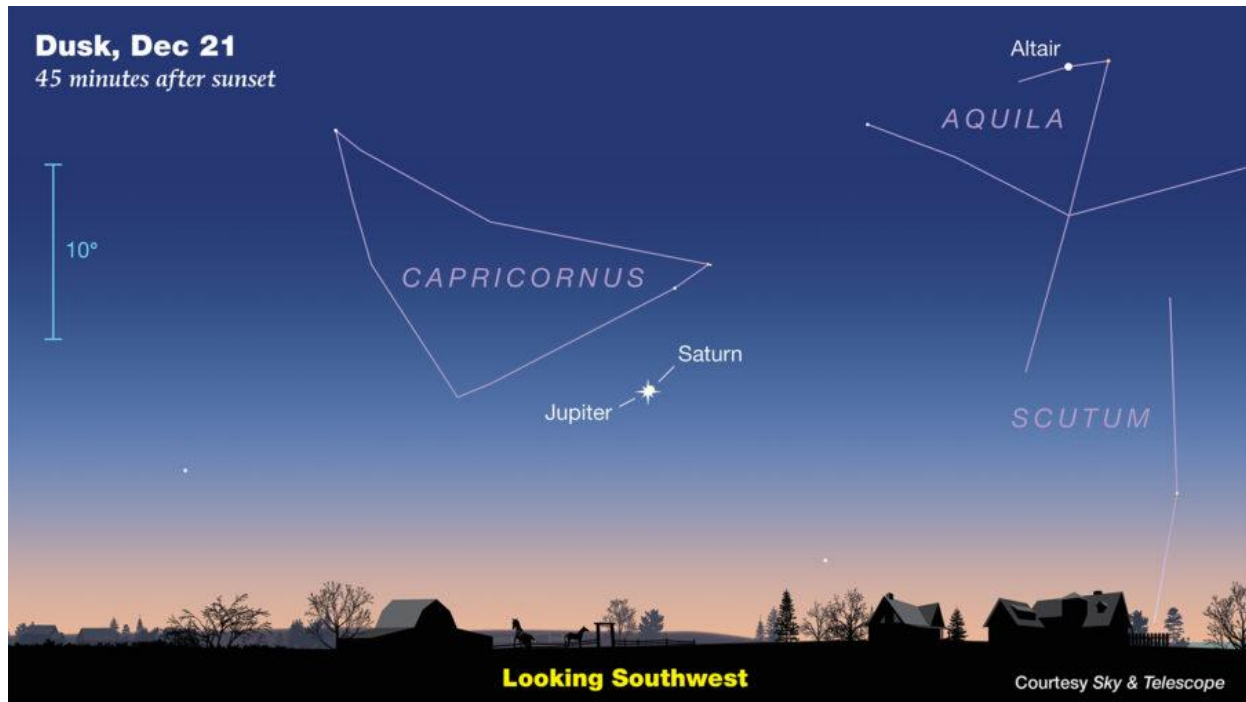 Dusk, Dec 21
45 minutes after sunset
Altair
AQUILA
10°
CAPRICORNUS
Saturn
Jupiter
SCUTUM
Looking Southwest
Courtesy Sky & Telescope